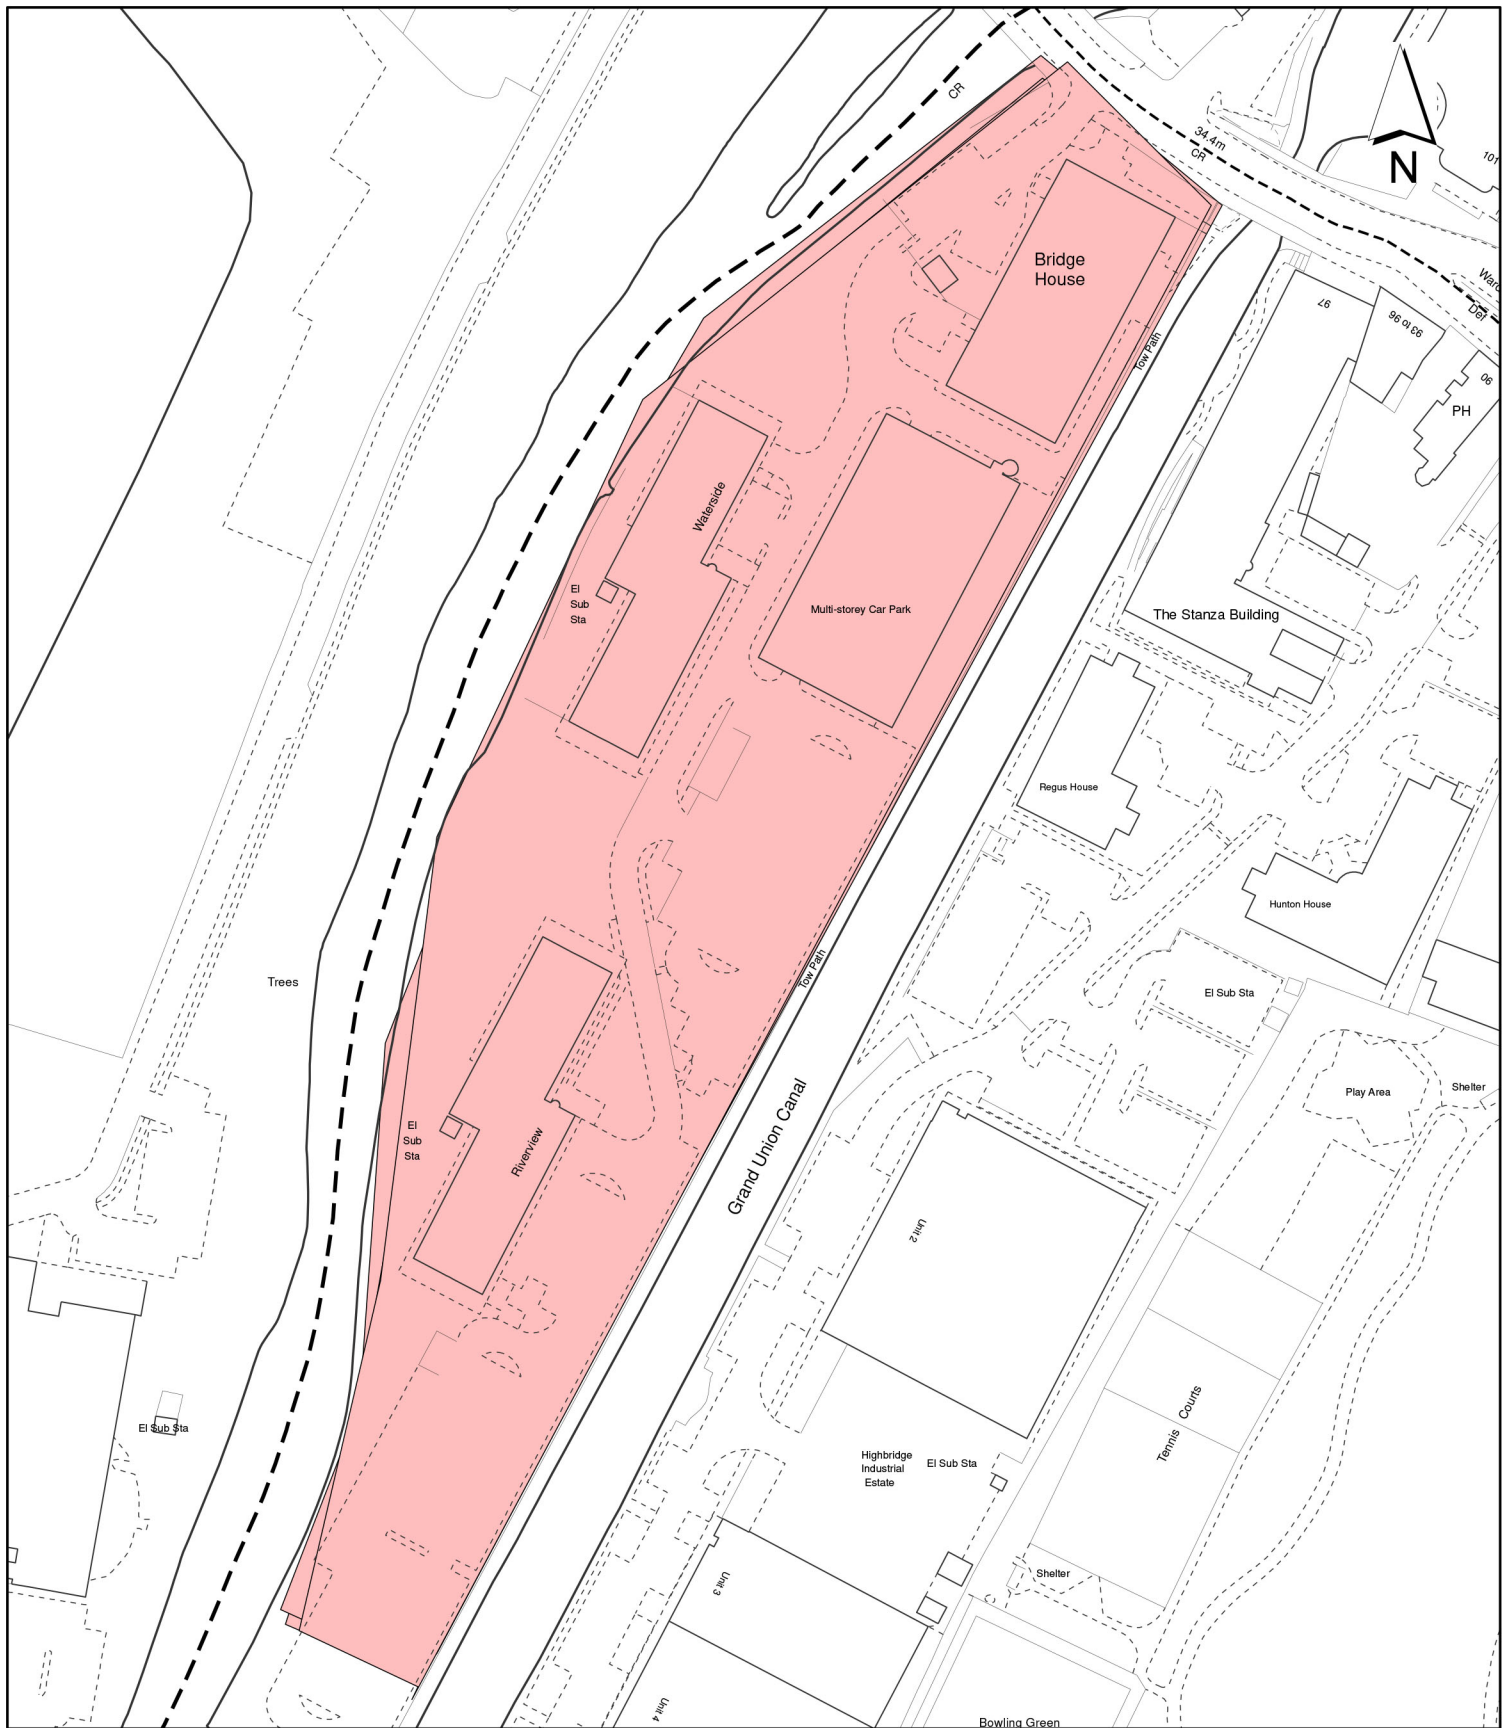 CR
34.4m
CR
N
101
Ward
Def
Bridge
House
97
93 to 96
90
PH
Tow Path
Waterside
El
Sub
Sta
Multi-storey Car Park
The Stanza Building
Regus House
Hunton House
Trees
Tow Path
El Sub Sta
Play Area
Shelter
El
Sub
Sta
Riverview
Grand Union Canal
Unit 2
El Sub Sta
Highbridge
Industrial
Estate
El Sub Sta
Tennis Courts
Unit 3
Shelter
Unit 4
Bowling Green